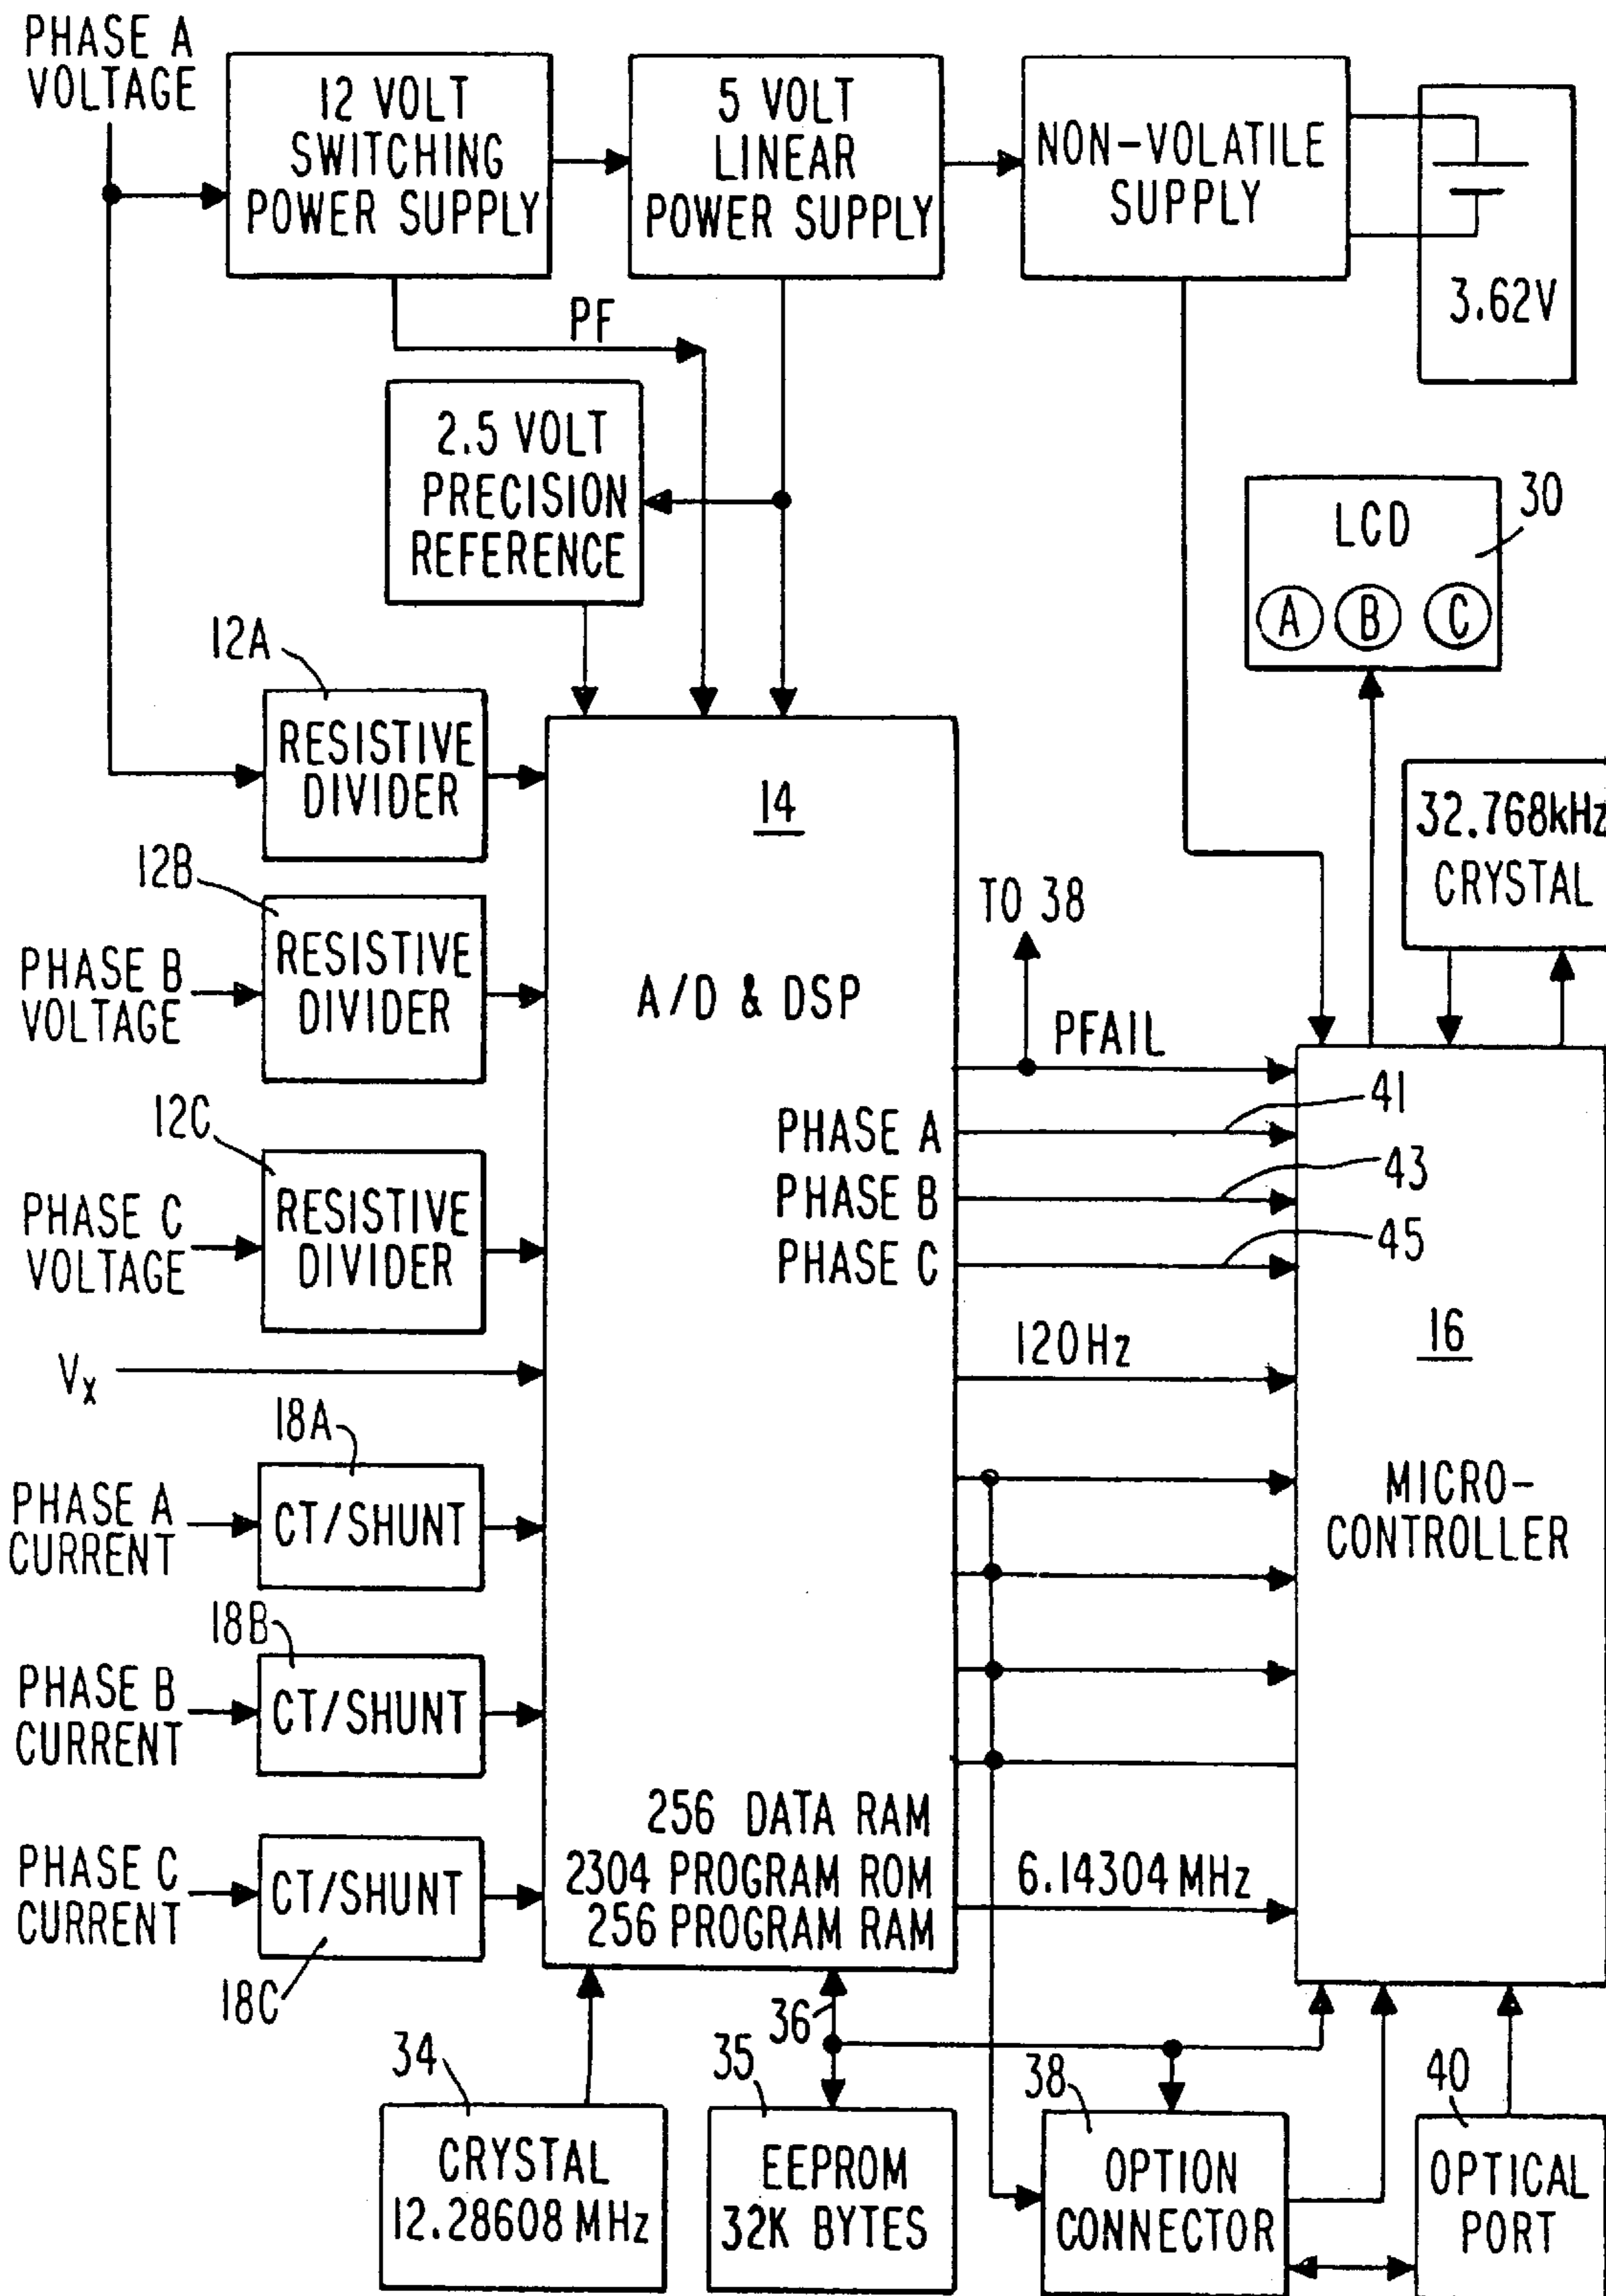 PHASE A
VOLTAGE
12 VOLT
SWITCHING
POWER SUPPLY
5 VOLT
LINEAR
POWER SUPPLY
NON-VOLATILE
SUPPLY
3.62V
PF
2.5 VOLT
PRECISION
REFERENCE
LCD
A B C
30
12A
RESISTIVE
DIVIDER
14
32.768kHz
CRYSTAL
12B
PHASE B
VOLTAGE
RESISTIVE
DIVIDER
A/D & DSP
TO 38
PFAIL
12C
PHASE C
VOLTAGE
RESISTIVE
DIVIDER
PHASE A
41
PHASE B
43
PHASE C
45
VX
120Hz
16
MICRO-
CONTROLLER
18A
PHASE A
CURRENT
CT/SHUNT
18B
PHASE B
CURRENT
CT/SHUNT
PHASE C
CURRENT
CT/SHUNT
18C
256 DATA RAM
2304 PROGRAM ROM
256 PROGRAM RAM
6.14304 MHz
34
CRYSTAL
12.28608 MHz
36
35
EEPROM
32K BYTES
38
OPTION
CONNECTOR
40
OPTICAL
PORT